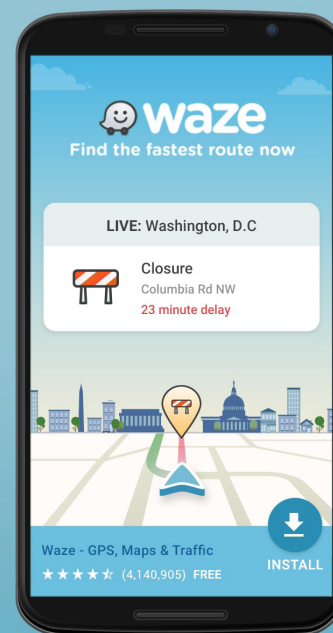 waze
Find the fastest route now
LIVE: Washington, D.C
Closure
Columbia Rd NW
23 minute delay
Waze - GPS, Maps & Traffic
(4,140,905) FREE
INSTALL